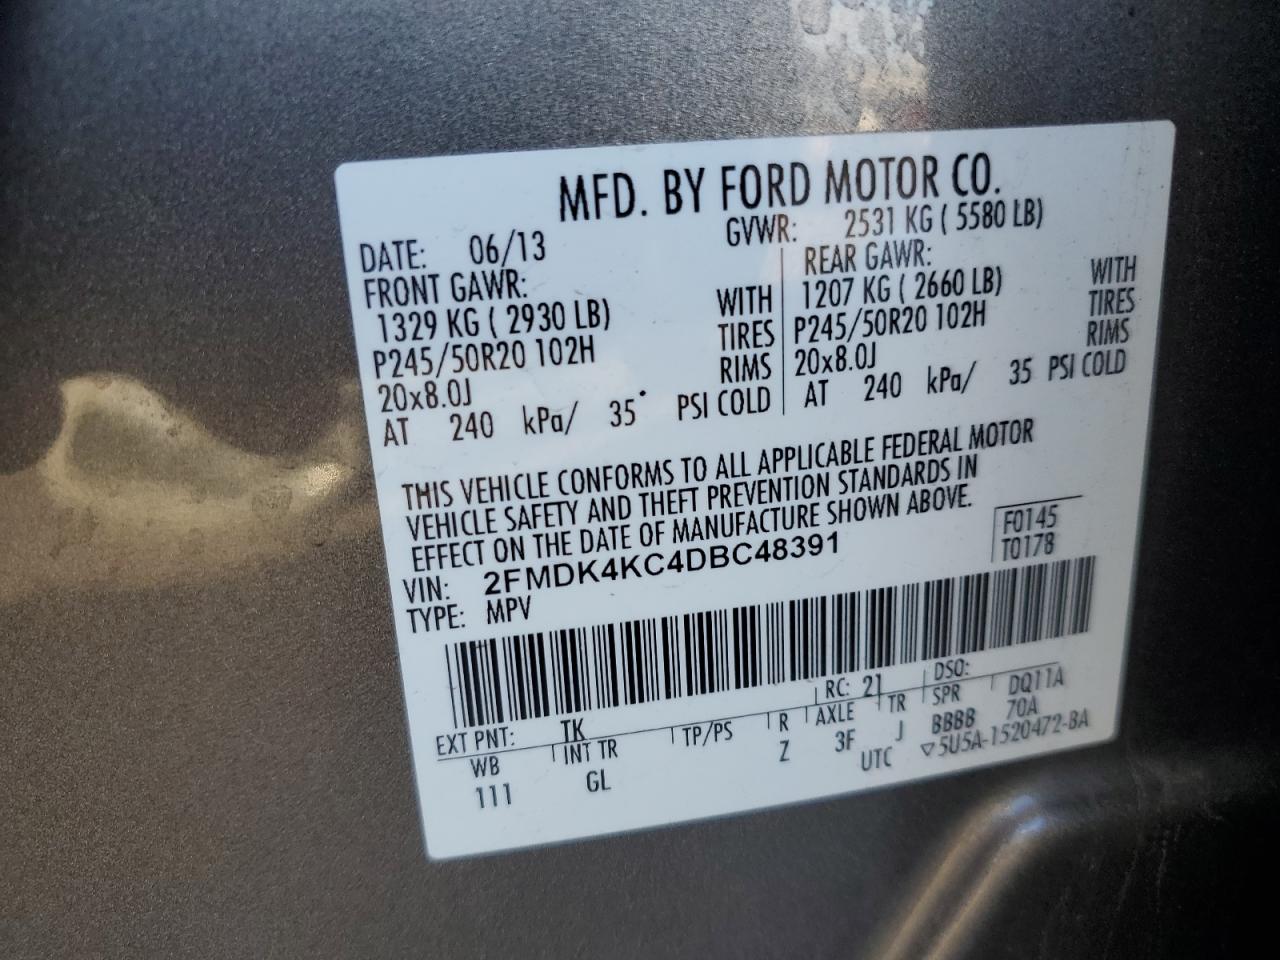 MFD. BY FORD MOTOR CO.
DATE: 06/13 GVWR: 2531 KG ( 5580 LB)
FRONT GAWR: REAR GAWR:
1329 KG ( 2930 LB) WITH 1207 KG ( 2660 LB) WITH
P245/50R20 102H TIRES P245/50R20 102H TIRES
20x8.0J RIMS 20x8.0J RIMS
AT 240 kPa/ 35 PSI COLD AT 240 kPa/ 35 PSI COLD
THIS VEHICLE CONFORMS TO ALL APPLICABLE FEDERAL MOTOR
VEHICLE SAFETY AND THEFT PREVENTION STANDARDS IN
EFFECT ON THE DATE OF MANUFACTURE SHOWN ABOVE.
F0145
VIN: 2FMDK4KC4DBC48391 T0178
TYPE: MPV
EXT PNT: TK RC: 21 DSO:
WB INT TR TP/PS R AXLE TR SPR DQ11A
111 GL Z 3F J BBBB 70A
UTC ▽5U5A-1520472-BA